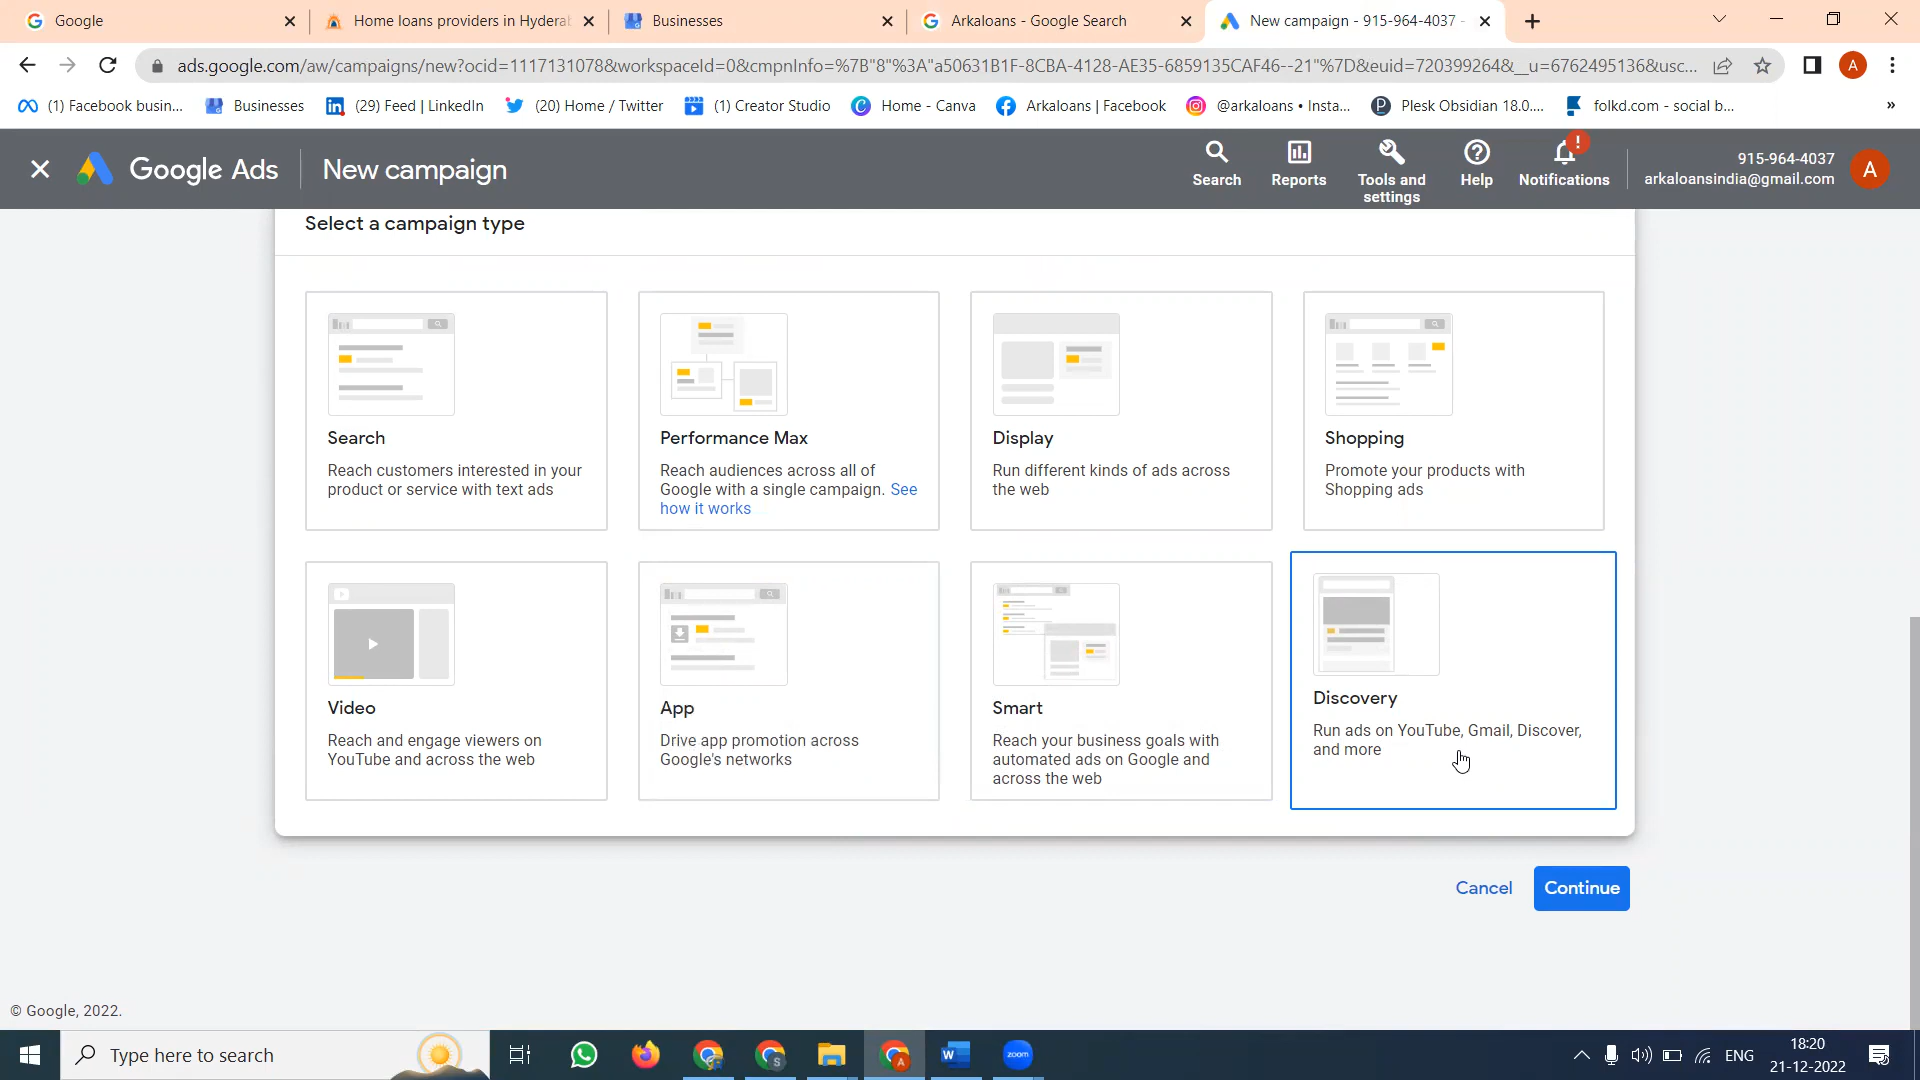 Google
Home loans providers in Hyderab
Businesses
Arkaloans - Google Search
New campaign - 915-964-4037 -
ads.google.com/aw/campaigns/new?ocid=1117131078&workspaceId=0&cmpnInfo=%7B"8"%3A"a50631B1F-8CBA-4128-AE35-6859135CAF46--21"%7D&euid=720399264&__u=6762495136&usc...
A
(1) Facebook busin...
Businesses
(29) Feed | LinkedIn
(20) Home / Twitter
(1) Creator Studio
Home - Canva
Arkaloans | Facebook
@arkaloans • Insta...
Plesk Obsidian 18.0....
folkd.com - social b...
»
Google Ads
New campaign
Search
Reports
Tools and
settings
Help
!
Notifications
915-964-4037
arkaloansindia@gmail.com
A
Select a campaign type
Search
Reach customers interested in your
product or service with text ads
Performance Max
Reach audiences across all of
Google with a single campaign. See
how it works
Display
Run different kinds of ads across
the web
Shopping
Promote your products with
Shopping ads
Video
Reach and engage viewers on
YouTube and across the web
App
Drive app promotion across
Google's networks
Smart
Reach your business goals with
automated ads on Google and
across the web
Discovery
Run ads on YouTube, Gmail, Discover,
and more
Cancel
Continue
© Google, 2022.
Type here to search
S
A
W
zoom
ENG
18:20
21-12-2022